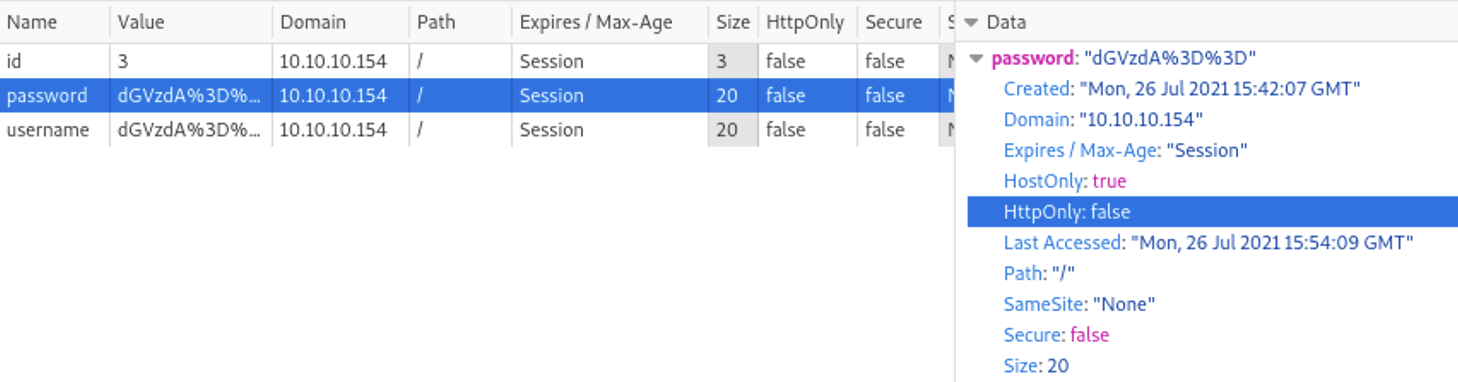 Name Value Domain Path Expires / Max-Age Size HttpOnly Secure
id 3 10.10.10.154 / Session 3 false false
password dGVzdA%3D%... 10.10.10.154 / Session 20 false false
username dGVzdA%3D%... 10.10.10.154 / Session 20 false false
Data
password: "dGVzdA%3D%3D"
Created: "Mon, 26 Jul 2021 15:42:07 GMT"
Domain: "10.10.10.154"
Expires / Max-Age: "Session"
HostOnly: true
HttpOnly: false
Last Accessed: "Mon, 26 Jul 2021 15:54:09 GMT"
Path: "/"
SameSite: "None"
Secure: false
Size: 20